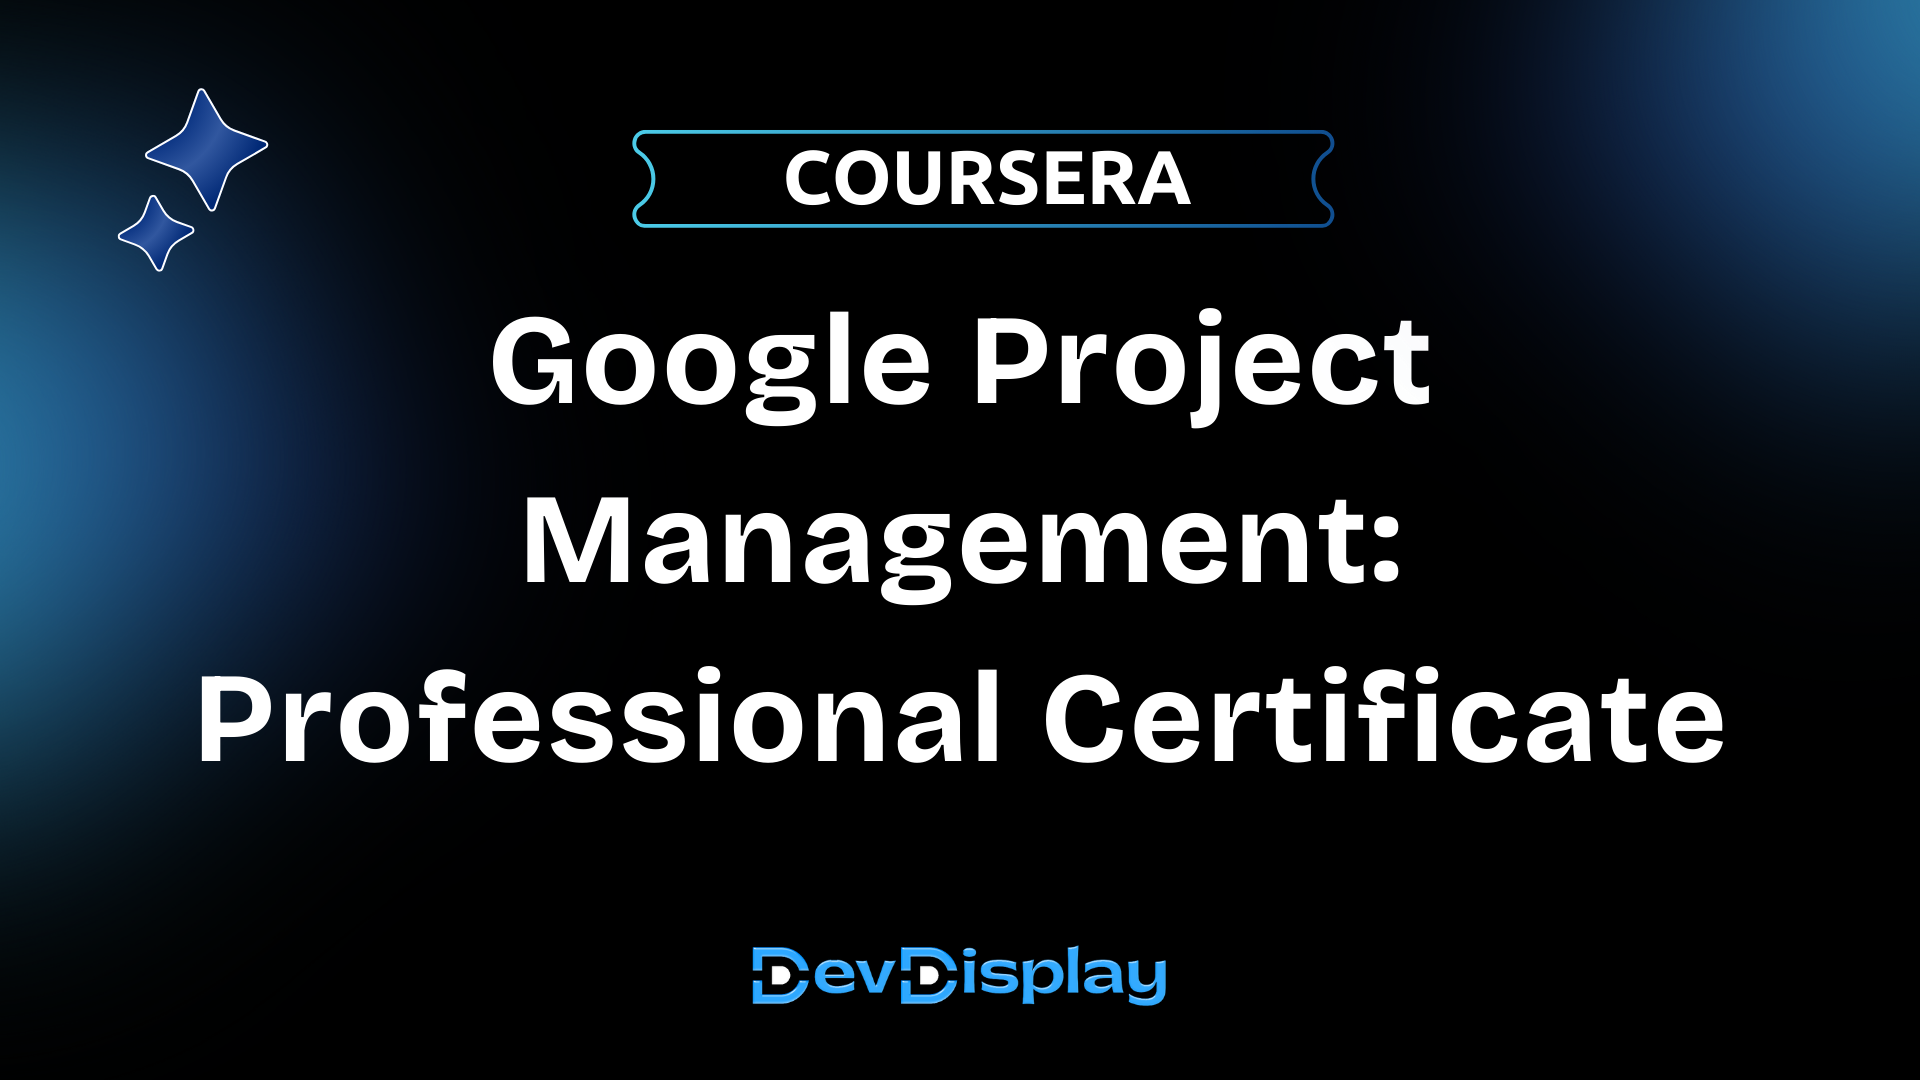 COURSERA
Google Project
Management:
Professional Certificate
DevDisplay